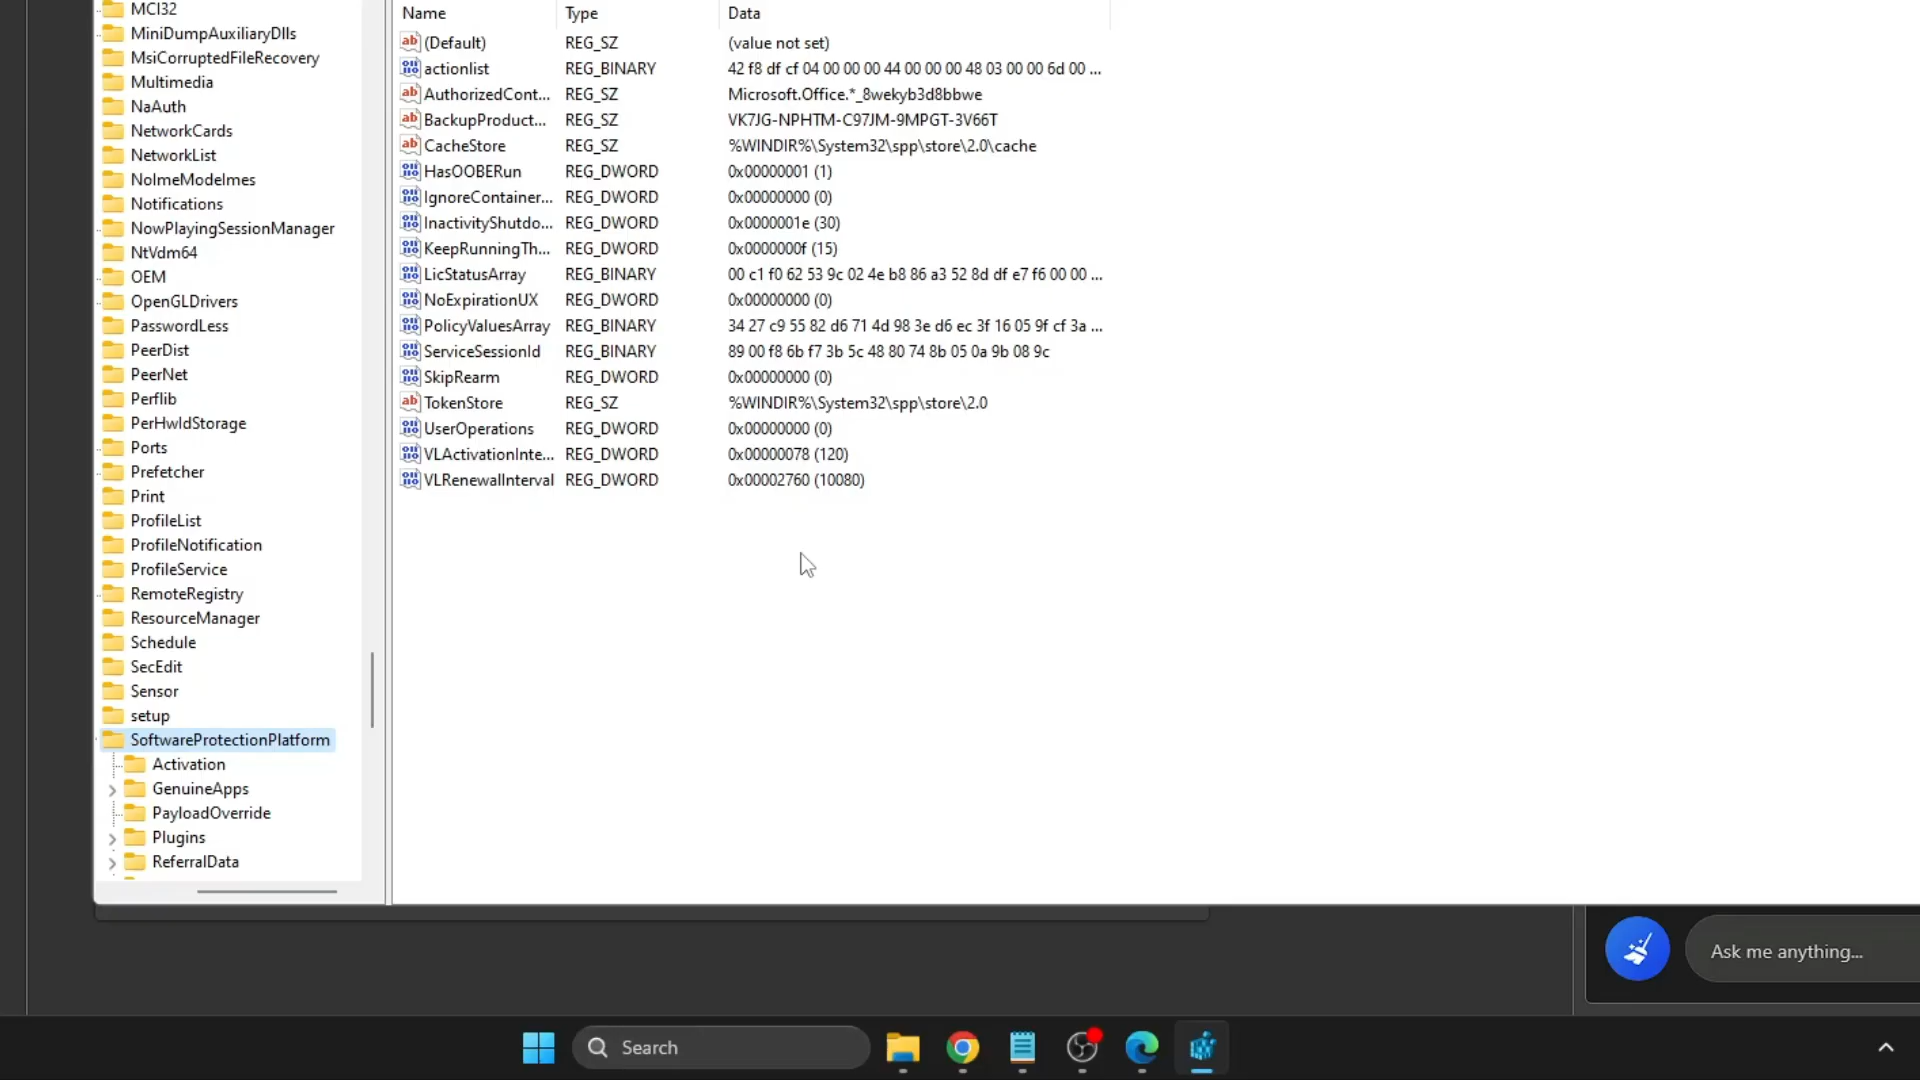 MCI32
MiniDumpAuxiliaryDlls
MsiCorruptedFileRecovery
Multimedia
NaAuth
NetworkCards
NetworkList
NoImeModeImes
Notifications
NowPlayingSessionManager
NtVdm64
OEM
OpenGLDrivers
PasswordLess
PeerDist
PeerNet
Perflib
PerHwIdStorage
Ports
Prefetcher
Print
ProfileList
ProfileNotification
ProfileService
RemoteRegistry
ResourceManager
Schedule
SecEdit
Sensor
setup
SoftwareProtectionPlatform
Activation
GenuineApps
PayloadOverride
Plugins
ReferralData
Name Type Data
(Default) REG_SZ (value not set)
actionlist REG_BINARY 42 f8 df cf 04 00 00 00 44 00 00 00 48 03 00 00 6d 00 ...
AuthorizedCont... REG_SZ Microsoft.Office.*_8wekyb3d8bbwe
BackupProduct... REG_SZ VK7JG-NPHTM-C97JM-9MPGT-3V66T
CacheStore REG_SZ %WINDIR%\System32\spp\store\2.0\cache
HasOOBERun REG_DWORD 0x00000001 (1)
IgnoreContainer... REG_DWORD 0x00000000 (0)
InactivityShutdo... REG_DWORD 0x0000001e (30)
KeepRunningTh... REG_DWORD 0x0000000f (15)
LicStatusArray REG_BINARY 00 c1 f0 62 53 9c 02 4e b8 86 a3 52 8d df e7 f6 00 00 ...
NoExpirationUX REG_DWORD 0x00000000 (0)
PolicyValuesArray REG_BINARY 34 27 c9 55 82 d6 71 4d 98 3e d6 ec 3f 16 05 9f cf 3a ...
ServiceSessionId REG_BINARY 89 00 f8 6b f7 3b 5c 48 80 74 8b 05 0a 9b 08 9c
SkipRearm REG_DWORD 0x00000000 (0)
TokenStore REG_SZ %WINDIR%\System32\spp\store\2.0
UserOperations REG_DWORD 0x00000000 (0)
VLActivationInte... REG_DWORD 0x00000078 (120)
VLRenewalInterval REG_DWORD 0x00002760 (10080)
Ask me anything...
Search